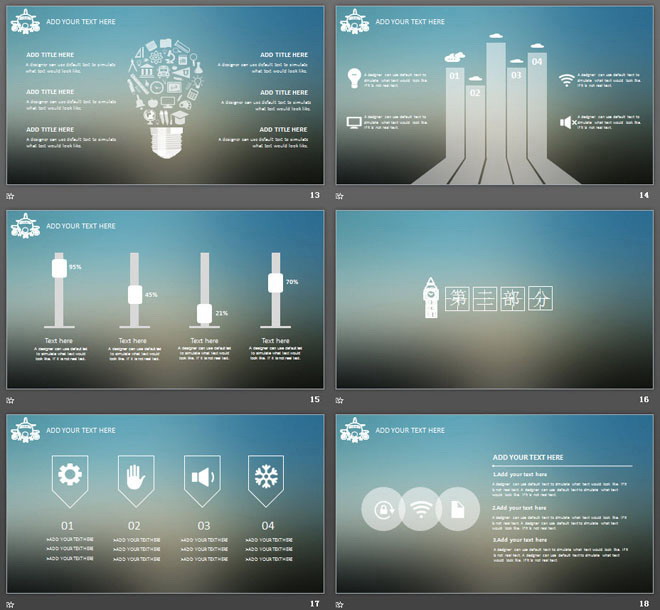 ADD YOUR TEXT HERE
ADD TITLE HERE
A designer can use default text to simulate
what text would look like.
ADD TITLE HERE
A designer can use default text to simulate
what text would look like.
ADD TITLE HERE
A designer can use default text to simulate
what text would look like.
ADD TITLE HERE
A designer can use default text to simulate
what text would look like.
ADD TITLE HERE
A designer can use default text to simulate
what text would look like.
ADD TITLE HERE
A designer can use default text to simulate
what text would look like.
13
ADD YOUR TEXT HERE
01
02
03
04
A designer can use default text to
simulate what text would look like.
If it is not real text.
A designer can use default text to
simulate what text would look like.
If it is not real text.
A designer can use default text to
simulate what text would look like.
If it is not real text.
A designer can use default text to
simulate what text would look like.
If it is not real text.
14
ADD YOUR TEXT HERE
95%
45%
21%
70%
Text here
A designer can use default text
to simulate what text would
look like. If it is not real text.
Text here
A designer can use default text
to simulate what text would
look like. If it is not real text.
Text here
A designer can use default text
to simulate what text would
look like. If it is not real text.
Text here
A designer can use default text
to simulate what text would
look like. If it is not real text.
15
第三部分
16
ADD YOUR TEXT HERE
01
02
03
04
ADD YOUR TEXT HERE
ADD YOUR TEXT HERE
ADD YOUR TEXT HERE
ADD YOUR TEXT HERE
ADD YOUR TEXT HERE
ADD YOUR TEXT HERE
ADD YOUR TEXT HERE
ADD YOUR TEXT HERE
ADD YOUR TEXT HERE
ADD YOUR TEXT HERE
ADD YOUR TEXT HERE
ADD YOUR TEXT HERE
17
ADD YOUR TEXT HERE
ADD YOUR TEXT HERE
1.Add your text here
A designer can use default text to simulate what text would look like. If it
is not real text. A designer can use default text to simulate what text would
look like. If it is not real text.
2.Add your text here
A designer can use default text to simulate what text would look like. If it
is not real text. A designer can use default text to simulate what text would
look like. If it is not real text.
3.Add your text here
A designer can use default text to simulate what text would look like. If it
is not real text. A designer can use default text to simulate what text would
look like. If it is not real text.
18